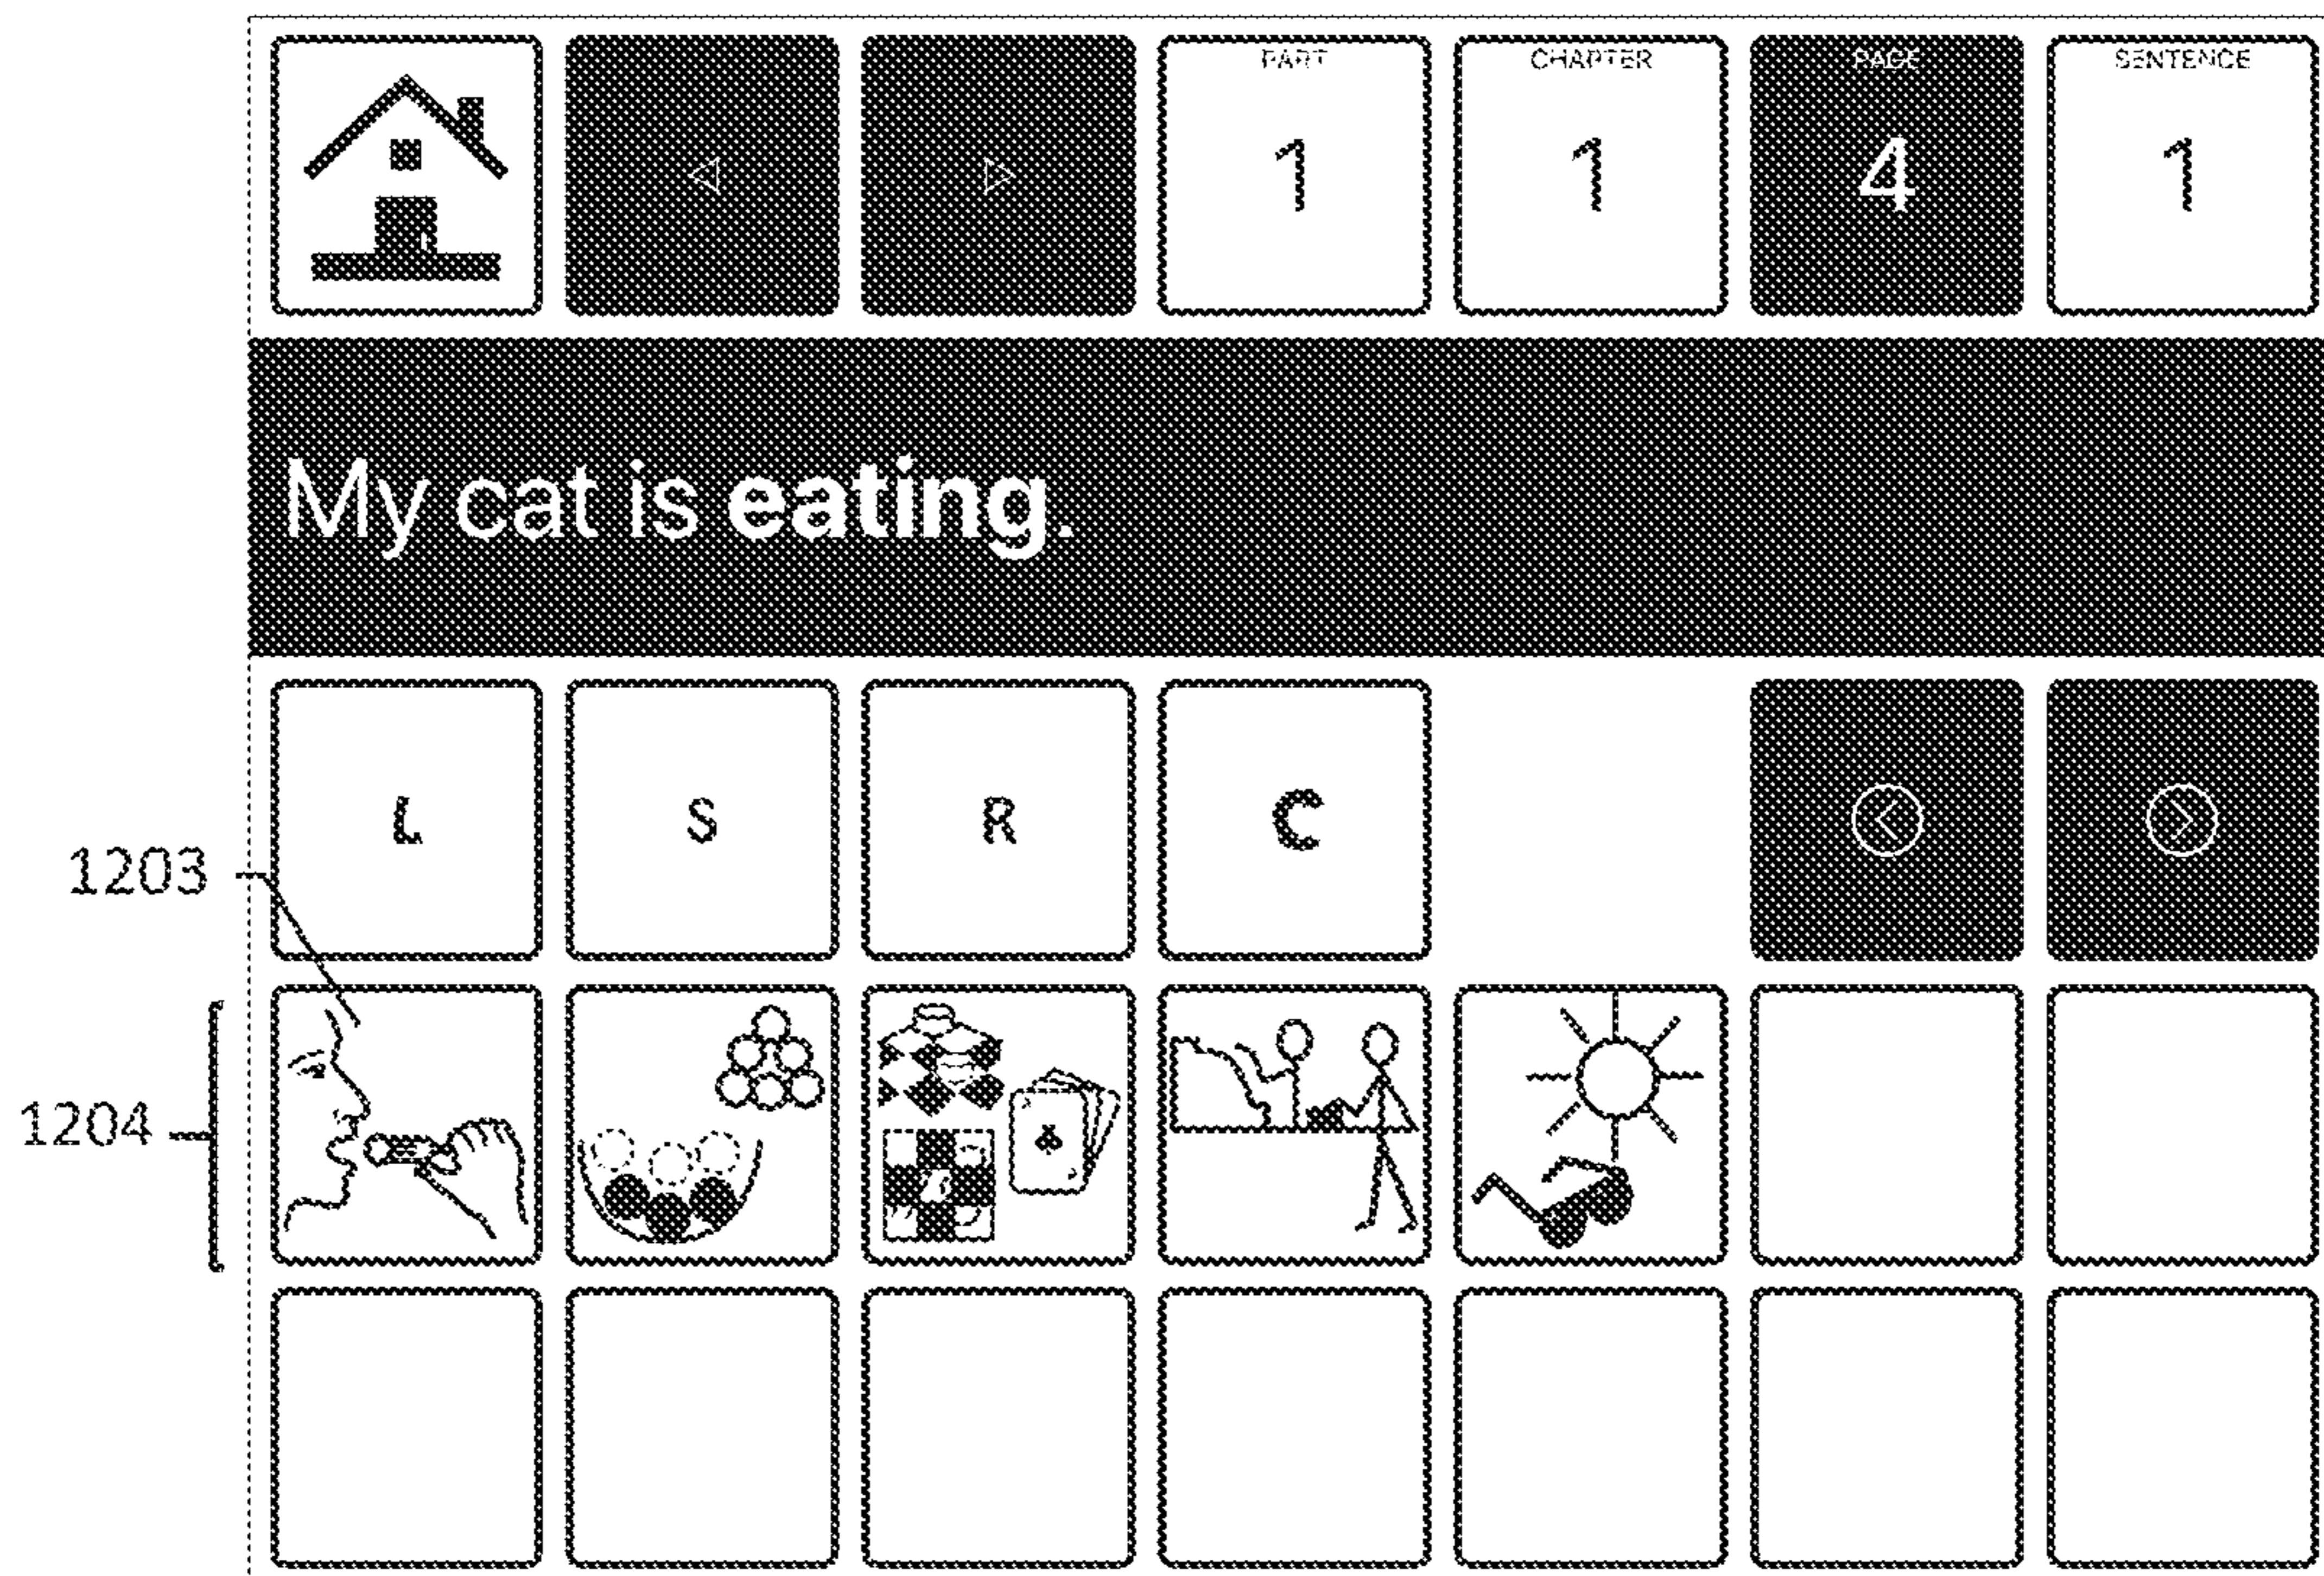 PART CHAPTER PAGE SENTENCE
1 1 4 1
My cat is eating.
L S R C
1203
1204